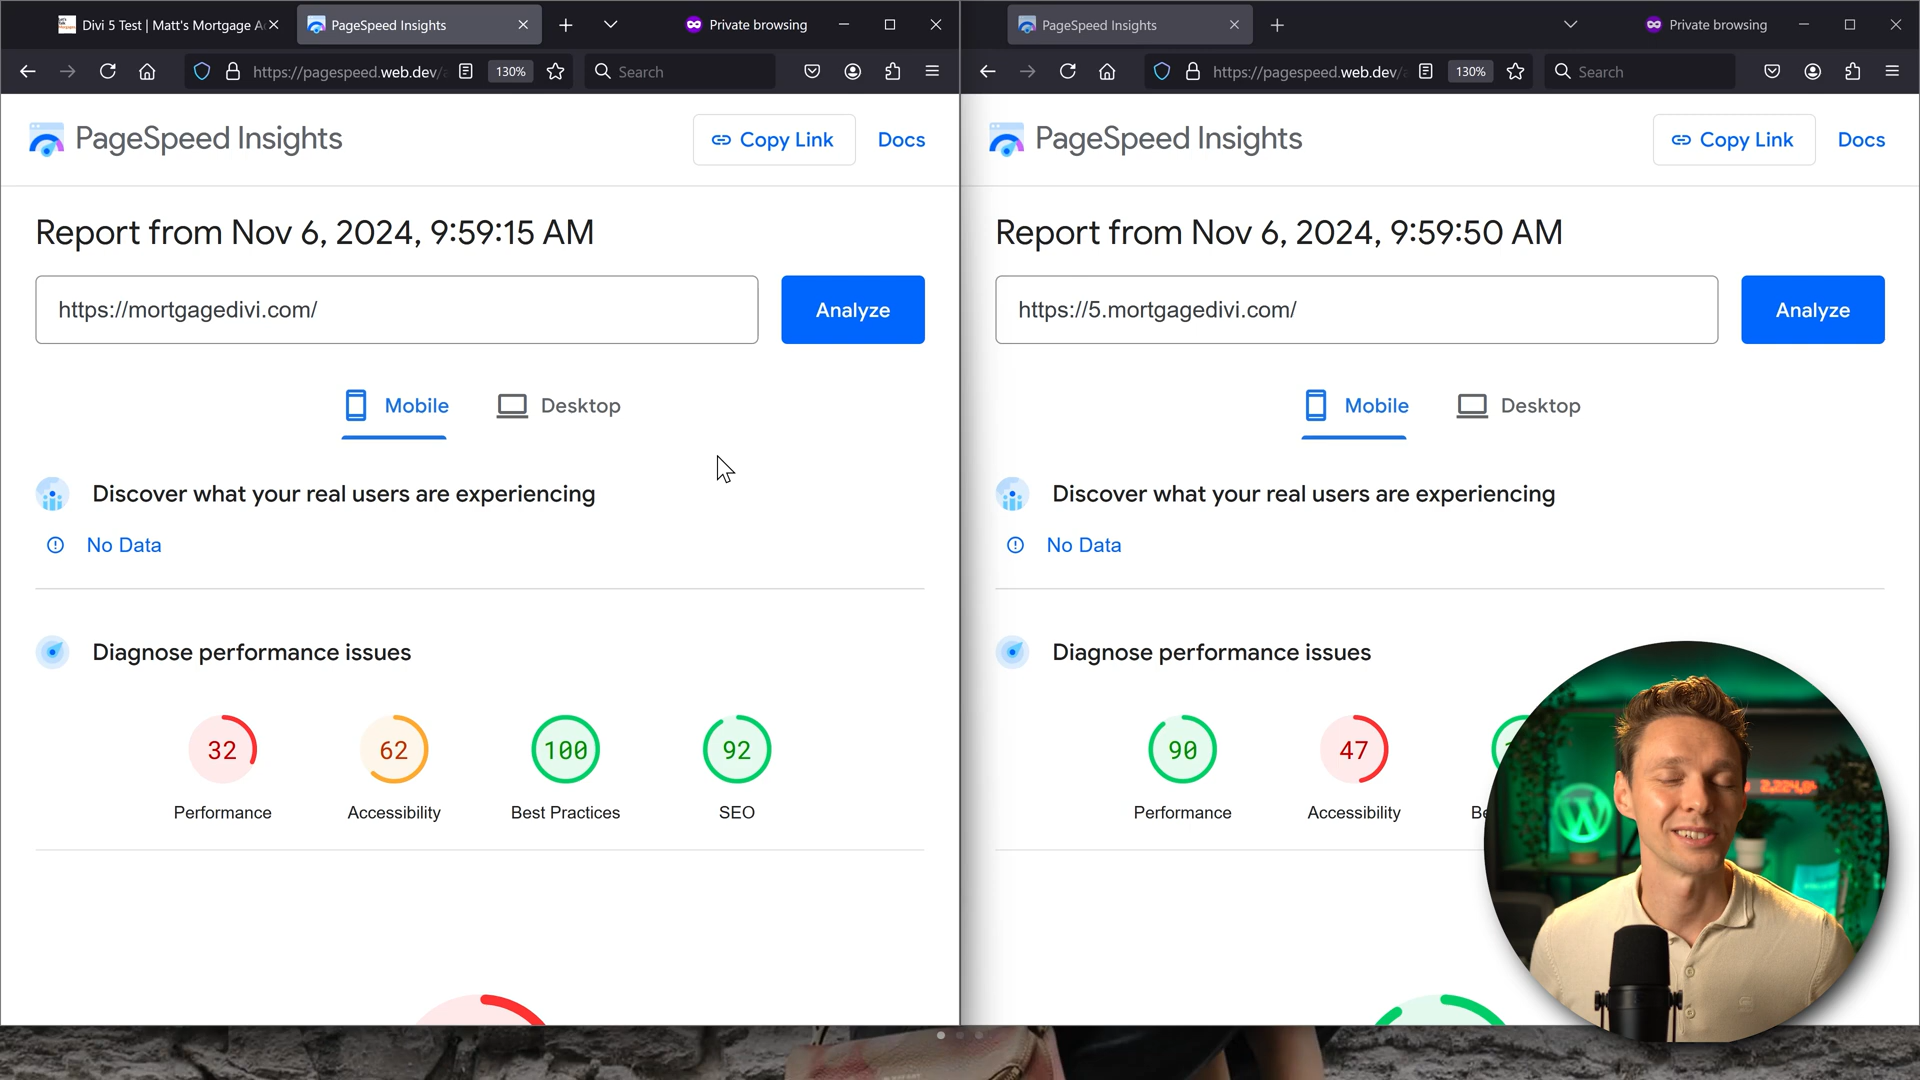 Divi 5 Test | Matt's Mortgage A
PageSpeed Insights
Private browsing
https://pagespeed.web.dev/
130%
Search
PageSpeed Insights
Copy Link
Docs
Report from Nov 6, 2024, 9:59:15 AM
https://mortgagedivi.com/
Analyze
Mobile
Desktop
Discover what your real users are experiencing
No Data
Diagnose performance issues
32
62
100
92
Performance
Accessibility
Best Practices
SEO
PageSpeed Insights
Private browsing
https://pagespeed.web.dev/
130%
Search
PageSpeed Insights
Copy Link
Docs
Report from Nov 6, 2024, 9:59:50 AM
https://5.mortgagedivi.com/
Analyze
Mobile
Desktop
Discover what your real users are experiencing
No Data
Diagnose performance issues
90
47
Performance
Accessibility